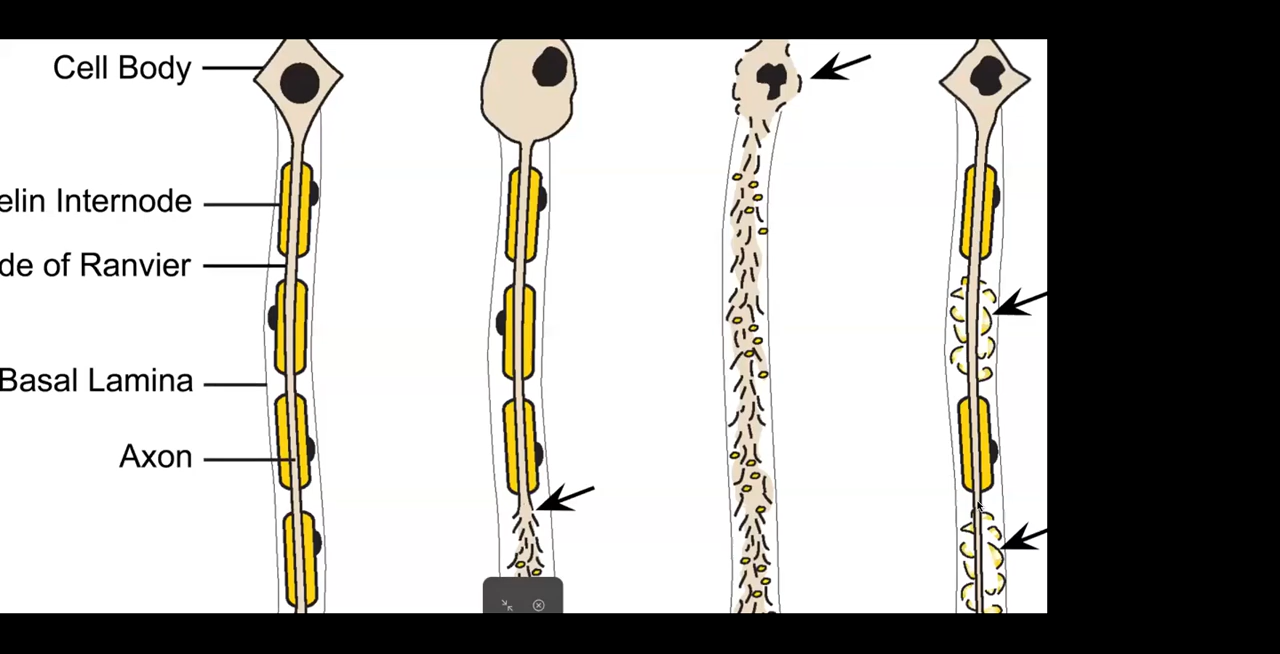 Cell Body
elin Internode
de of Ranvier
Basal Lamina
Axon